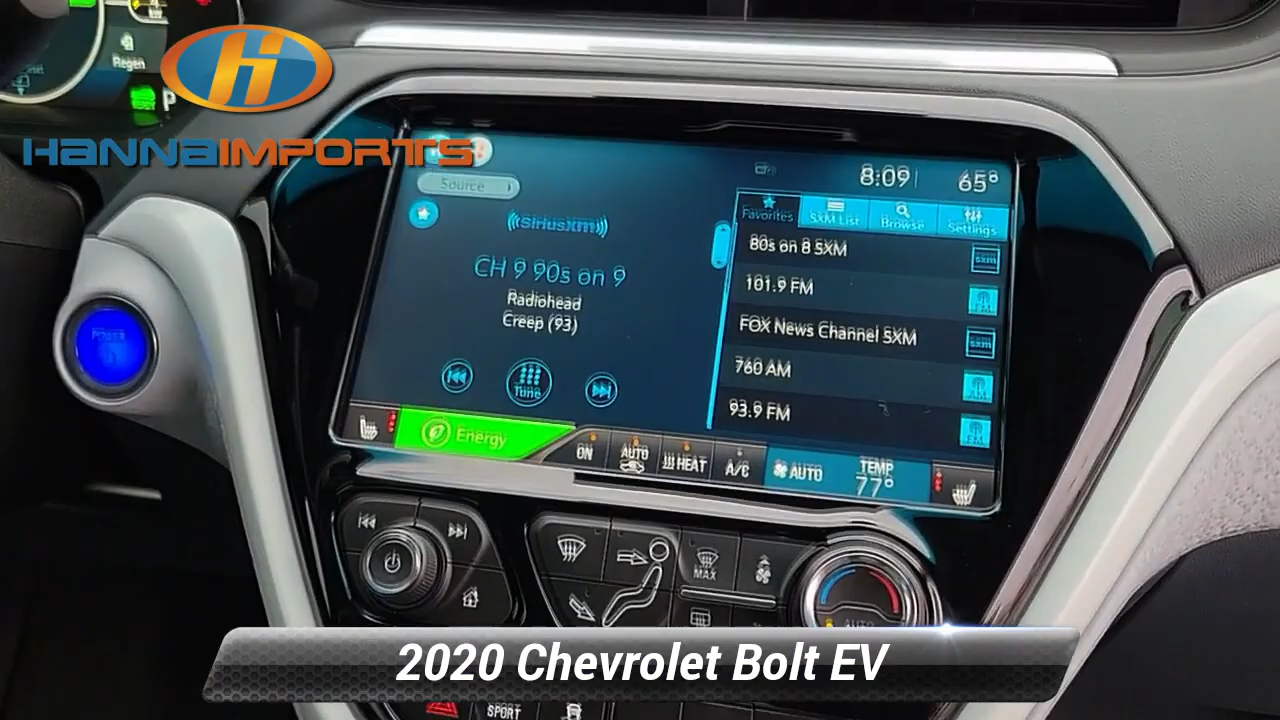 Regen
READY P
HANNAIMPORTS
8:09 65°
Source
Favorites SXM List Browse Settings
((SiriusXM))
80s on 8 SXM
sxm
CH 9 90s on 9
101.9 FM
FM
Radiohead
Creep (93)
FOX News Channel SXM
sxm
760 AM
AM
Tune
93.9 FM
FM
POWER
Energy
ON AUTO HEAT A/C AUTO TEMP 77°
MAX
AUTO
2020 Chevrolet Bolt EV
SPORT